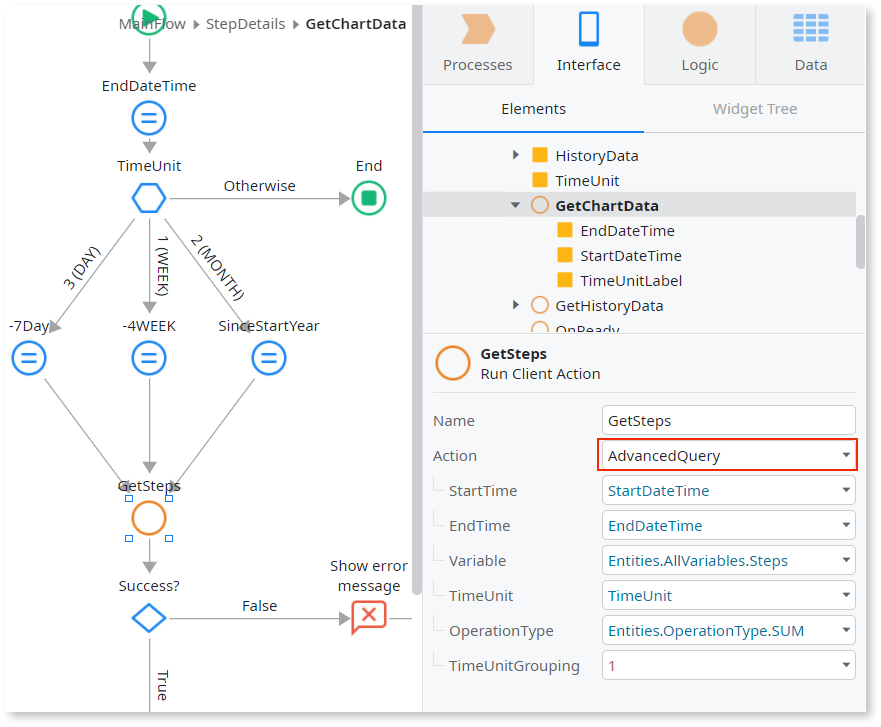 MainFlow StepDetails GetChartData
EndDateTime
TimeUnit
Otherwise
End
3 (DAY)
1 (WEEK)
2 (MONTH)
-7Day
-4WEEK
SinceStartYear
GetSteps
Success?
False
Show error
message
True
Processes
Interface
Logic
Data
Elements
Widget Tree
HistoryData
TimeUnit
GetChartData
EndDateTime
StartDateTime
TimeUnitLabel
GetHistoryData
OnReady
GetSteps
Run Client Action
Name GetSteps
Action AdvancedQuery
StartTime StartDateTime
EndTime EndDateTime
Variable Entities.AllVariables.Steps
TimeUnit TimeUnit
OperationType Entities.OperationType.SUM
TimeUnitGrouping 1